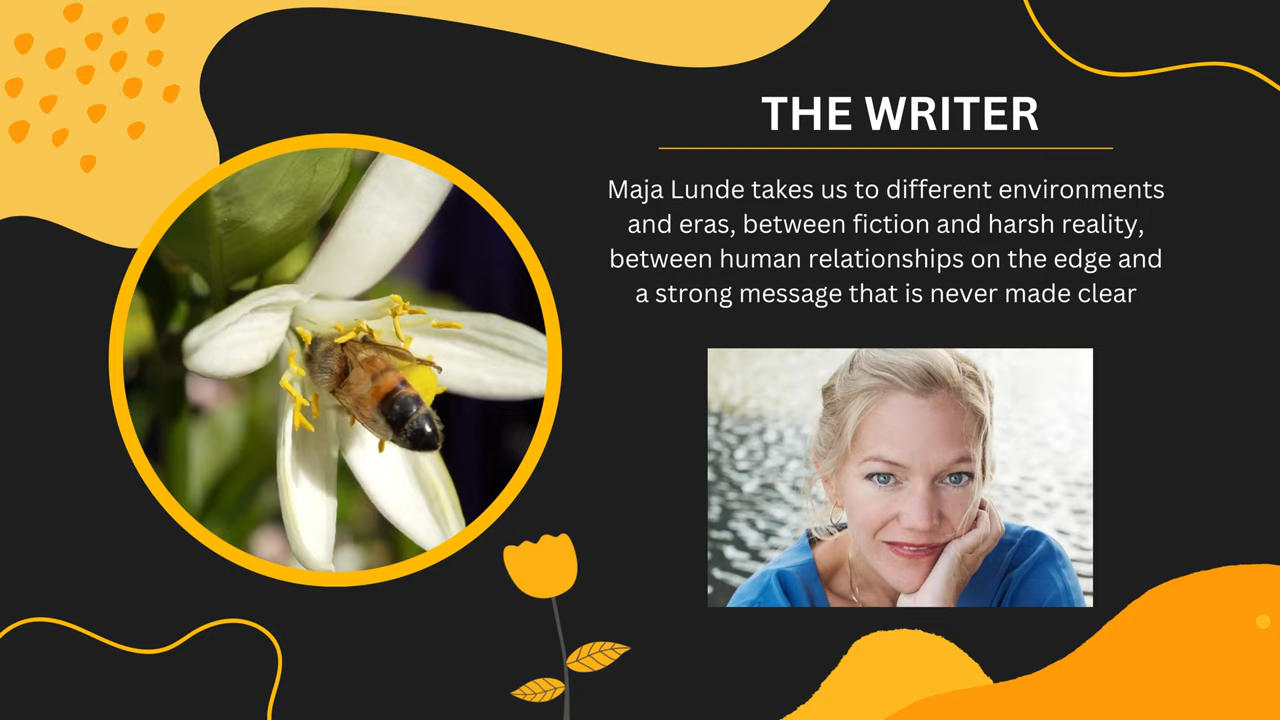 THE WRITER
Maja Lunde takes us to different environments
and eras, between fiction and harsh reality,
between human relationships on the edge and
a strong message that is never made clear